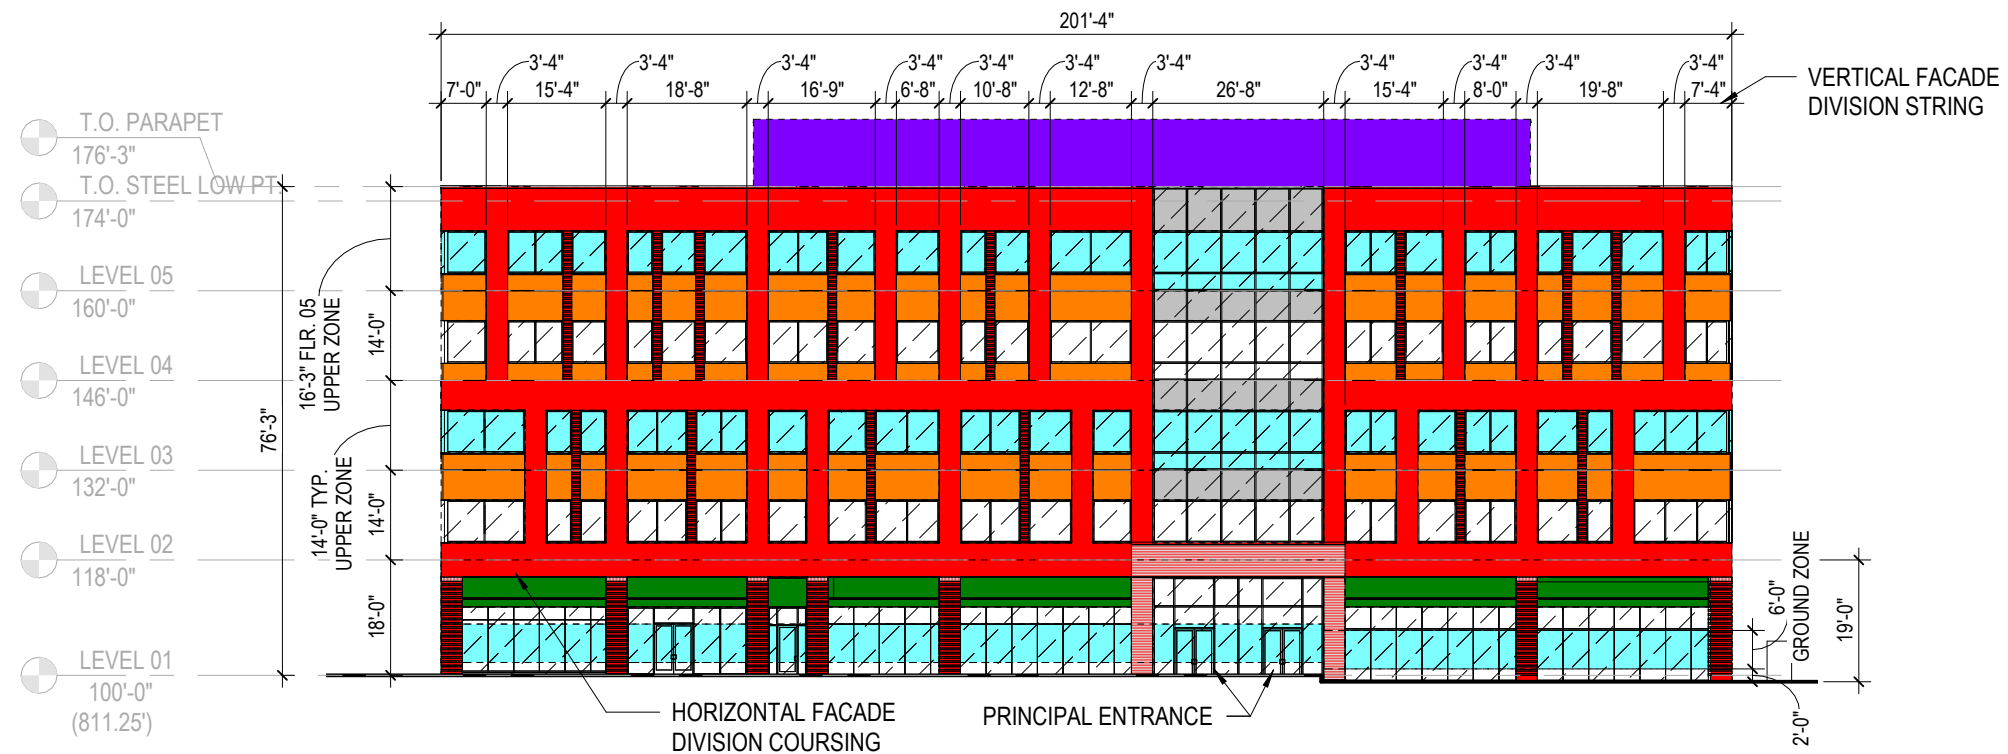 201'-4"
3'-4" 3'-4" 3'-4" 3'-4" 3'-4" 3'-4" 3'-4" 3'-4" 3'-4" 3'-4" 3'-4"
7'-0" 15'-4" 18'-8" 16'-9" 6'-8" 10'-8" 12'-8" 26'-8" 15'-4" 8'-0" 19'-8" 7'-4"
VERTICAL FACADE
DIVISION STRING
T.O. PARAPET
176'-3"
T.O. STEEL LOW PT.
174'-0"
LEVEL 05
160'-0"
LEVEL 04
146'-0"
LEVEL 03
132'-0"
LEVEL 02
118'-0"
LEVEL 01
100'-0"
(811.25')
76'-3"
16'-3" FLR. 05
UPPER ZONE
14'-0"
14'-0" TYP.
UPPER ZONE
14'-0"
18'-0"
HORIZONTAL FACADE
DIVISION COURSING
PRINCIPAL ENTRANCE
6'-0"
GROUND ZONE
19'-0"
2'-0"